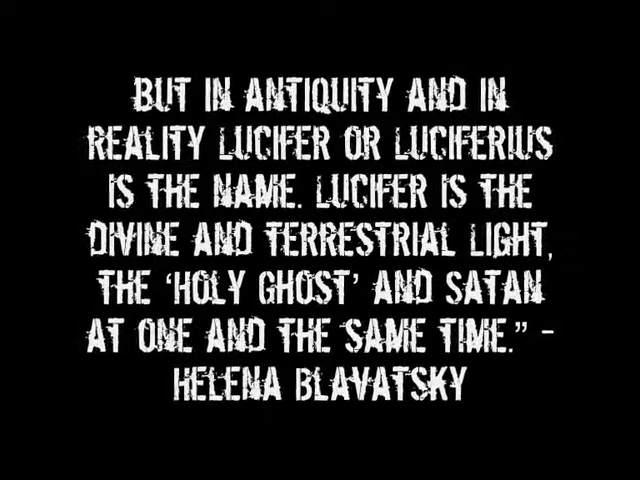 BUT IN ANTIQUITY AND IN
REALITY LUCIFER OR LUCIFERIUS
IS THE NAME. LUCIFER IS THE
DIVINE AND TERRESTRIAL LIGHT,
THE ‘HOLY GHOST’ AND SATAN
AT ONE AND THE SAME TIME.” -
HELENA BLAVATSKY